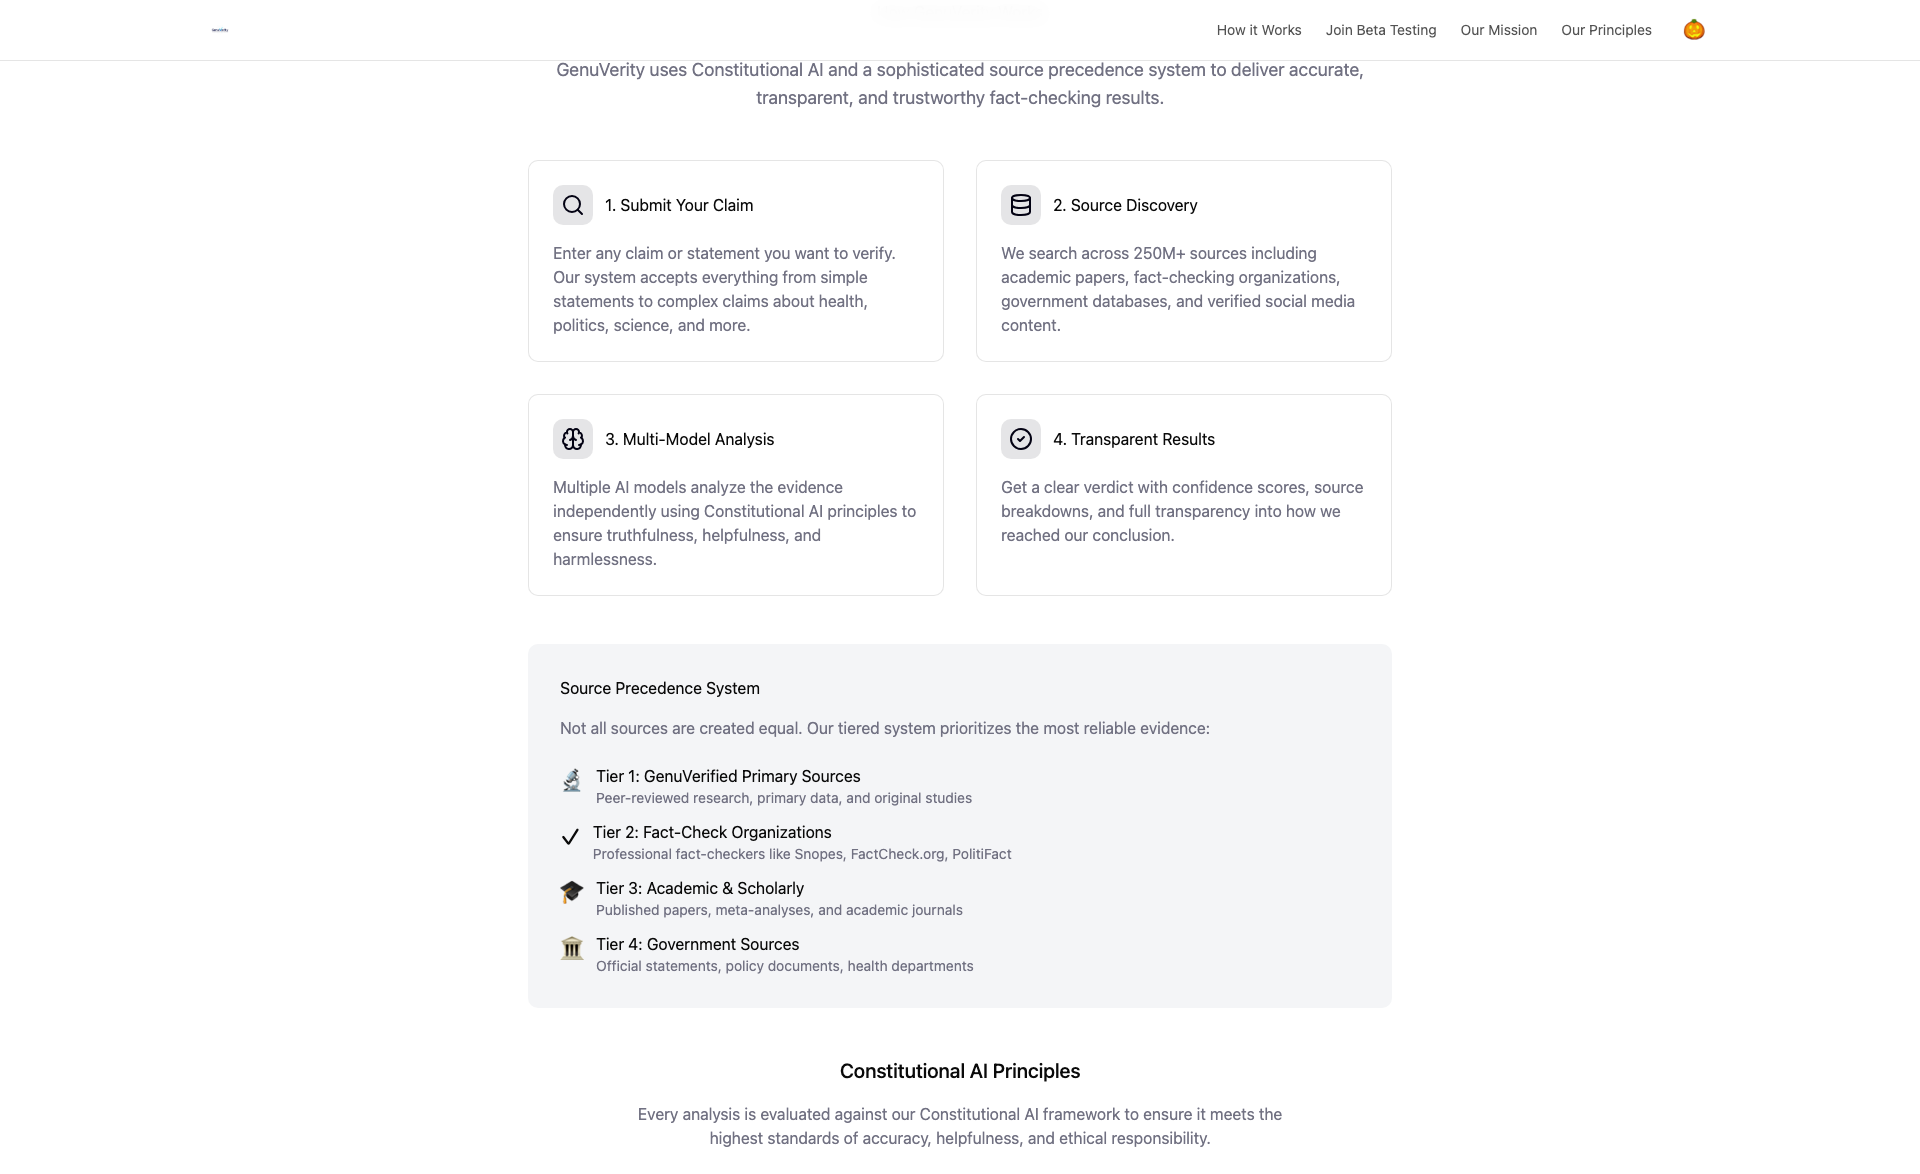 How it Works
Join Beta Testing
Our Mission
Our Principles
GenuVerity uses Constitutional AI and a sophisticated source precedence system to deliver accurate,
transparent, and trustworthy fact-checking results.
1. Submit Your Claim
Enter any claim or statement you want to verify.
Our system accepts everything from simple
statements to complex claims about health,
politics, science, and more.
2. Source Discovery
We search across 250M+ sources including
academic papers, fact-checking organizations,
government databases, and verified social media
content.
3. Multi-Model Analysis
Multiple AI models analyze the evidence
independently using Constitutional AI principles to
ensure truthfulness, helpfulness, and
harmlessness.
4. Transparent Results
Get a clear verdict with confidence scores, source
breakdowns, and full transparency into how we
reached our conclusion.
Source Precedence System
Not all sources are created equal. Our tiered system prioritizes the most reliable evidence:
Tier 1: GenuVerified Primary Sources
Peer-reviewed research, primary data, and original studies
Tier 2: Fact-Check Organizations
Professional fact-checkers like Snopes, FactCheck.org, PolitiFact
Tier 3: Academic & Scholarly
Published papers, meta-analyses, and academic journals
Tier 4: Government Sources
Official statements, policy documents, health departments
Constitutional AI Principles
Every analysis is evaluated against our Constitutional AI framework to ensure it meets the
highest standards of accuracy, helpfulness, and ethical responsibility.